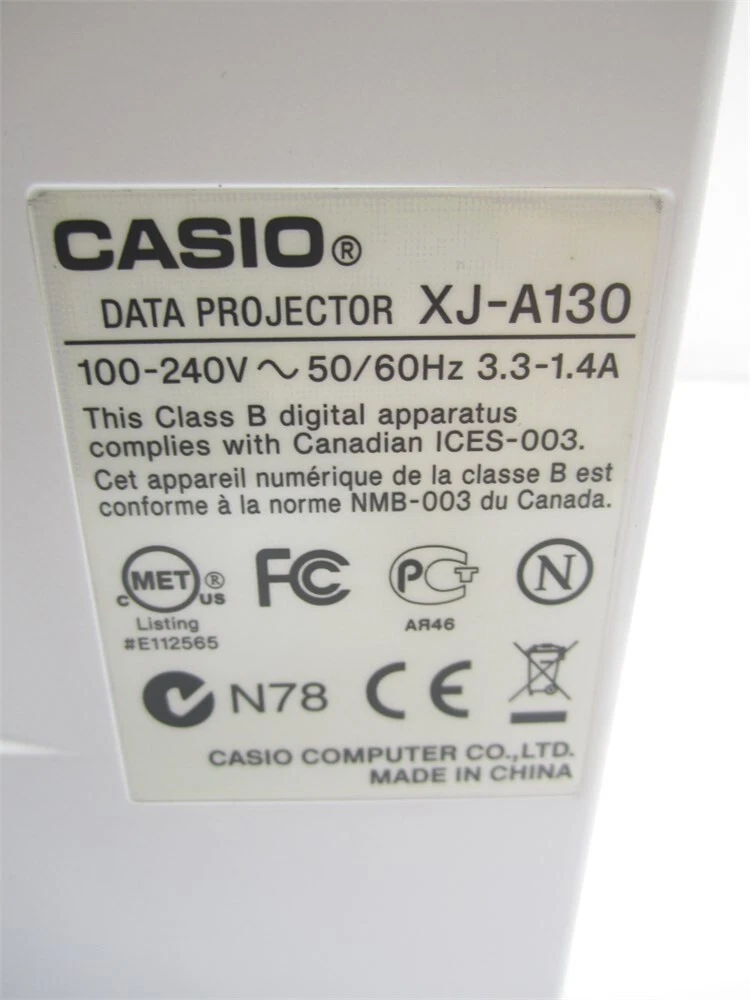 CASIO®
DATA PROJECTOR XJ-A130
100-240V～50/60Hz 3.3-1.4A
This Class B digital apparatus
complies with Canadian ICES-003.
Cet appareil numérique de la classe B est
conforme à la norme NMB-003 du Canada.
C MET ® US FC PCT N
Listing
#E112565
АЯ46
N78 CE
CASIO COMPUTER CO.,LTD.
MADE IN CHINA